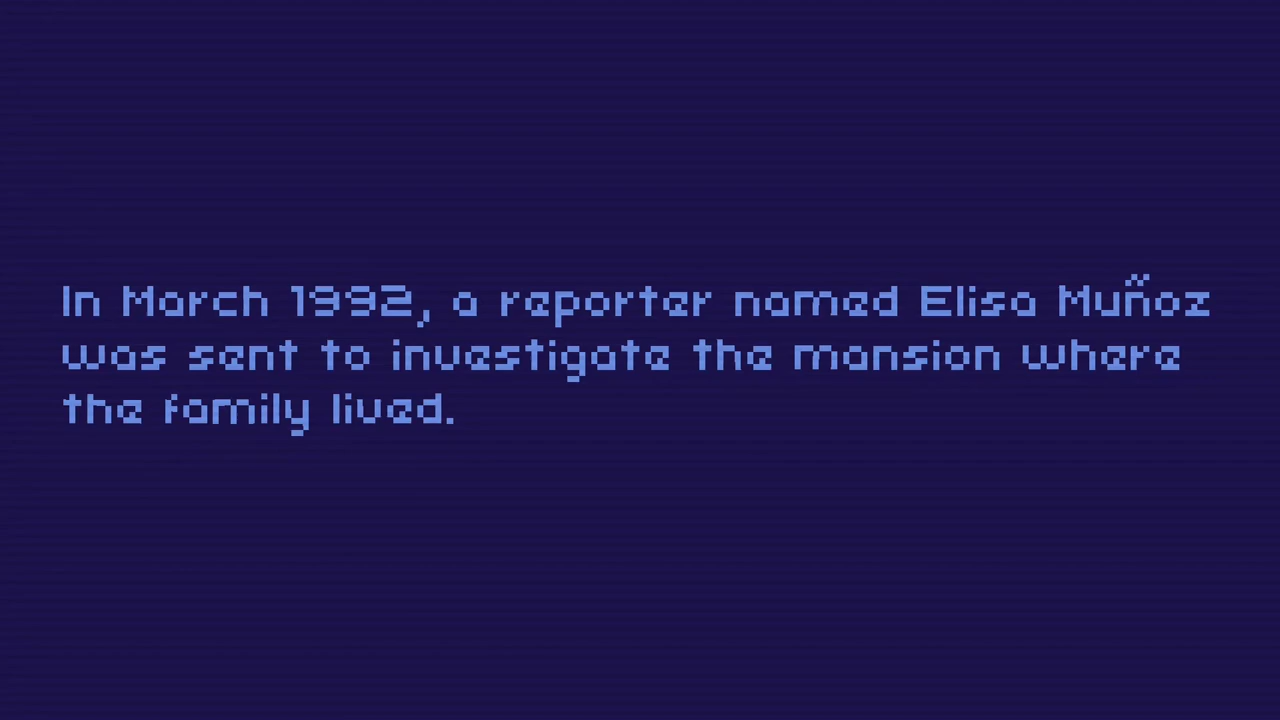 In March 1992, a reporter named Elisa Muñoz
was sent to investigate the mansion where
the family lived.